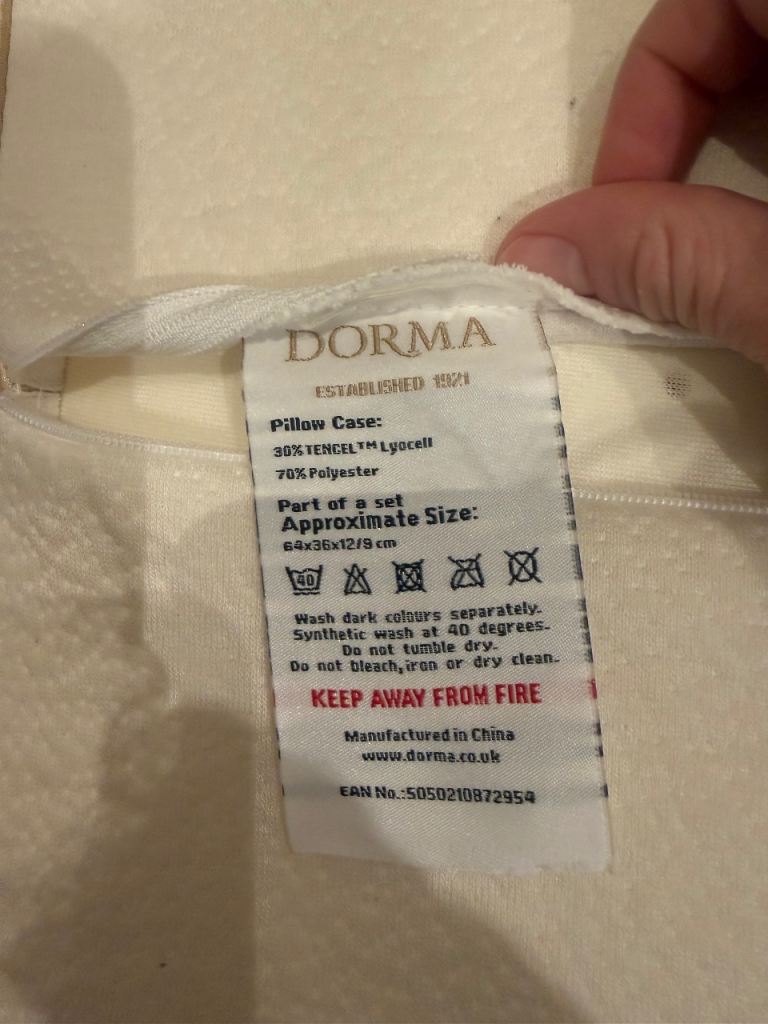 DORMA
ESTABLISHED 1921
Pillow Case:
30%TENCEL™ Lyocell
70% Polyester
Part of a set
Approximate Size:
64x36x12/9 cm
40
Wash dark colours separately.
Synthetic wash at 40 degrees.
Do not tumble dry.
Do not bleach, iron or dry clean.
KEEP AWAY FROM FIRE
Manufactured in China
www.dorma.co.uk
EAN No.:5050210872954